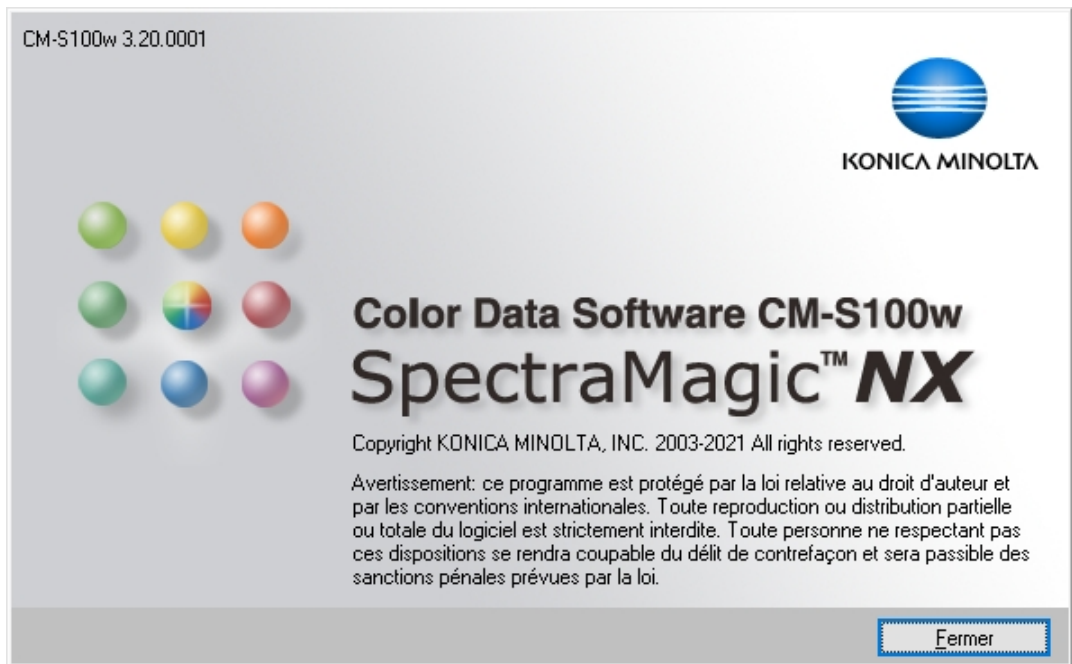 CM-S100w 3.20.0001
KONICA MINOLTA
Color Data Software CM-S100w
SpectraMagic™ NX
Copyright KONICA MINOLTA, INC. 2003-2021 All rights reserved.
Avertissement: ce programme est protégé par la loi relative au droit d'auteur et
par les conventions internationales. Toute reproduction ou distribution partielle
ou totale du logiciel est strictement interdite. Toute personne ne respectant pas
ces dispositions se rendra coupable du délit de contrefaçon et sera passible des
sanctions pénales prévues par la loi.
Fermer